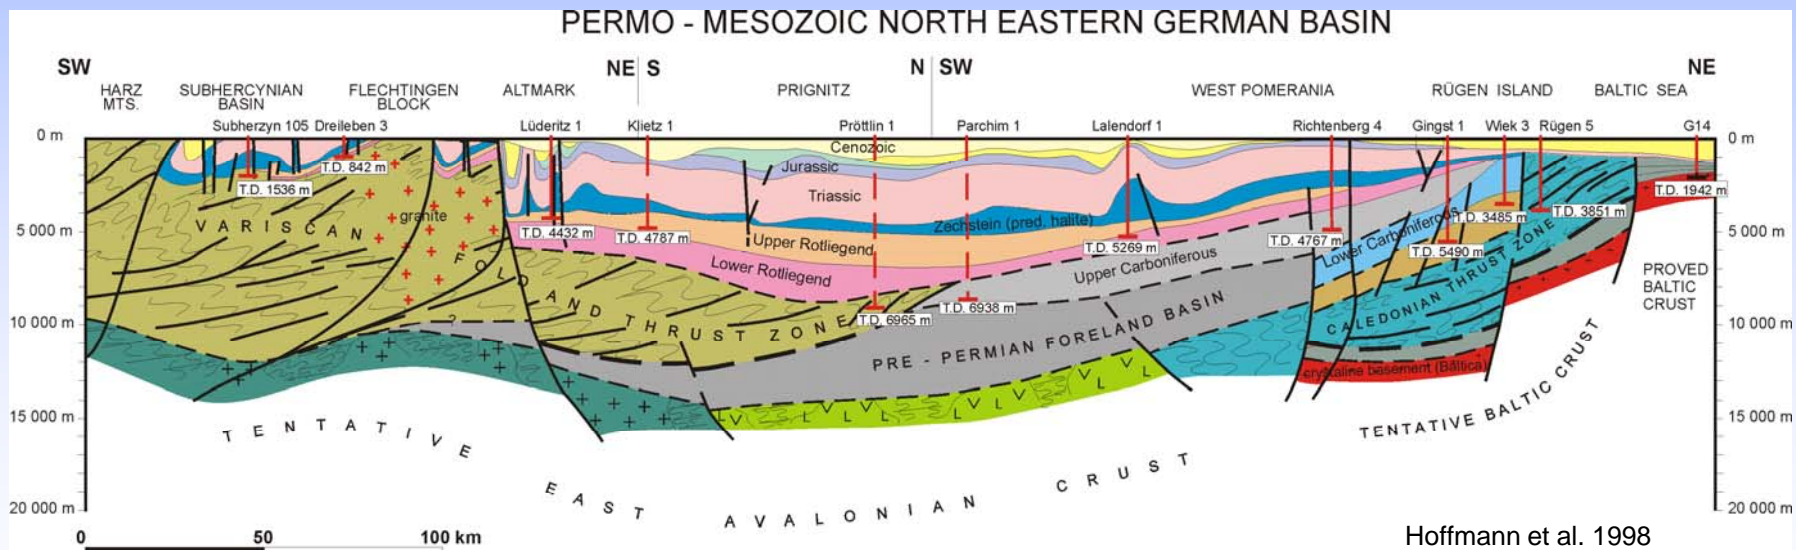 PERMO - MESOZOIC NORTH EASTERN GERMAN BASIN
SW
NE
S
N
SW
NE
HARZ
MTS.
SUBHERCYNIAN
BASIN
FLECHTINGEN
BLOCK
ALTMARK
PRIGNITZ
WEST POMERANIA
RÜGEN ISLAND
BALTIC SEA
Subherzyn 105
Dreileben 3
Lüderitz 1
Klietz 1
Pröttlin 1
Parchim 1
Lalendorf 1
Richtenberg 4
Gingst 1
Wiek 3
Rügen 5
G14
0 m
0 m
Cenozoic
Jurassic
Triassic
T.D. 842 m
T.D. 1536 m
T.D. 1942 m
granite
VARISCAN
FOLD AND THRUST ZONE
Zechstein (pred. halite)
T.D. 4432 m
T.D. 4787 m
T.D. 5269 m
T.D. 4767 m
T.D. 3485 m
T.D. 3851 m
T.D. 5490 m
5 000 m
5 000 m
Upper Rotliegend
Lower Rotliegend
Upper Carboniferous
Lower Carboniferous
T.D. 6965 m
T.D. 6938 m
PROVED
BALTIC
CRUST
?
10 000 m
10 000 m
CALEDONIAN THRUST ZONE
PRE - PERMIAN FORELAND BASIN
crystaline basement (Baltica)
L V L V L V L
V L V L V L V L
15 000 m
15 000 m
TENTATIVE EAST AVALONIAN CRUST
TENTATIVE BALTIC CRUST
20 000 m
20 000 m
0
50
100 km
Hoffmann et al. 1998